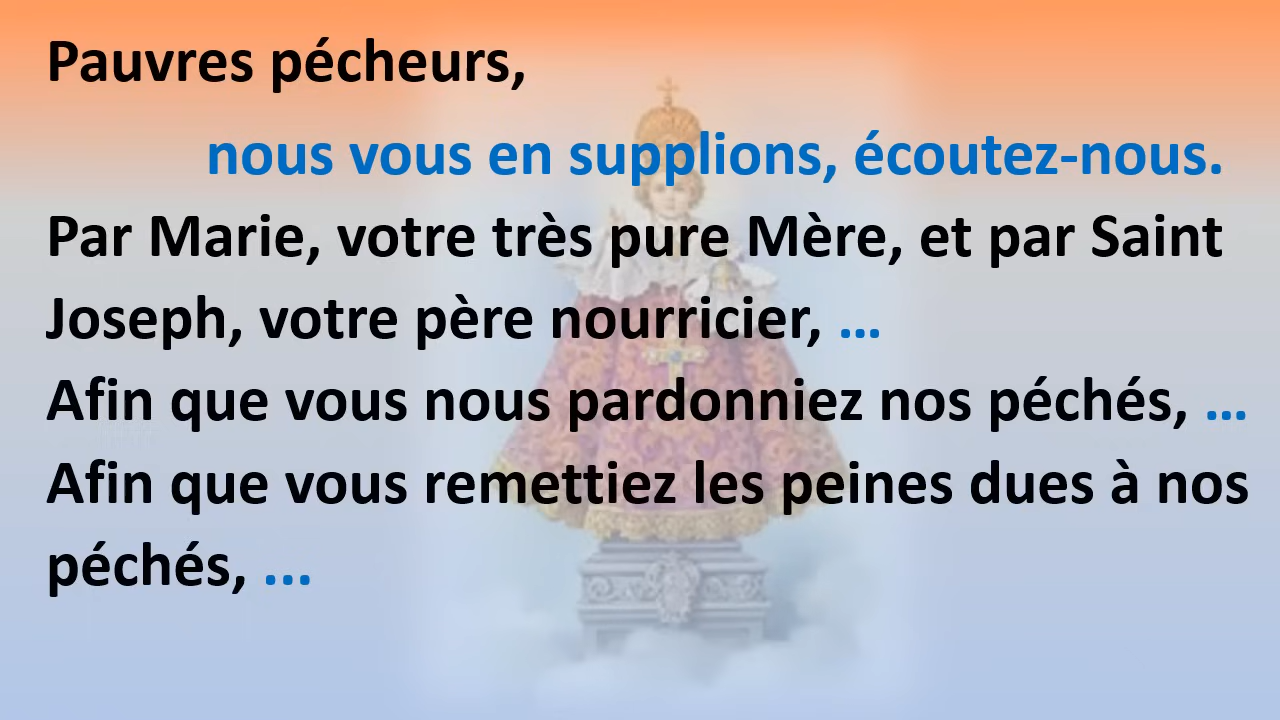 Pauvres pécheurs,
nous vous en supplions, écoutez-nous.
Par Marie, votre très pure Mère, et par Saint
Joseph, votre père nourricier, …
Afin que vous nous pardonniez nos péchés, …
Afin que vous remettiez les peines dues à nos
péchés, ...